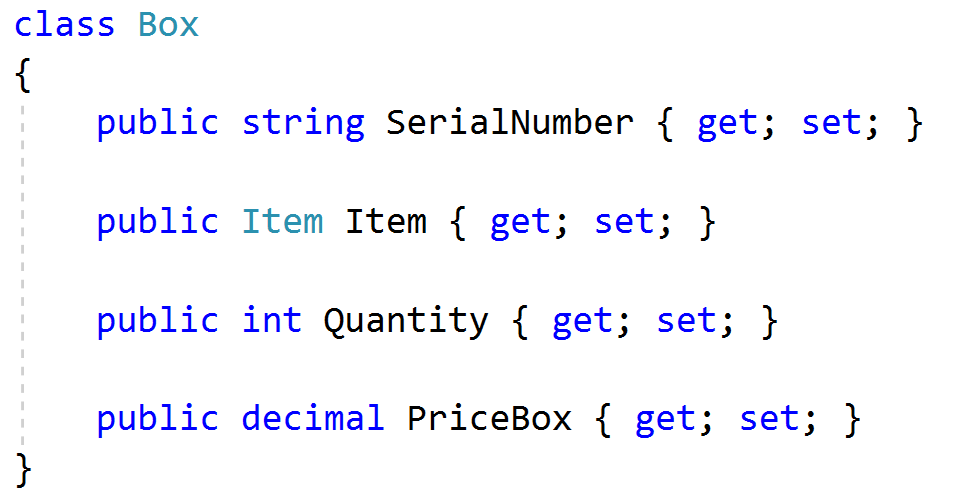 class Box
{
public string SerialNumber { get; set; }
public Item Item { get; set; }
public int Quantity { get; set; }
public decimal PriceBox { get; set; }
}